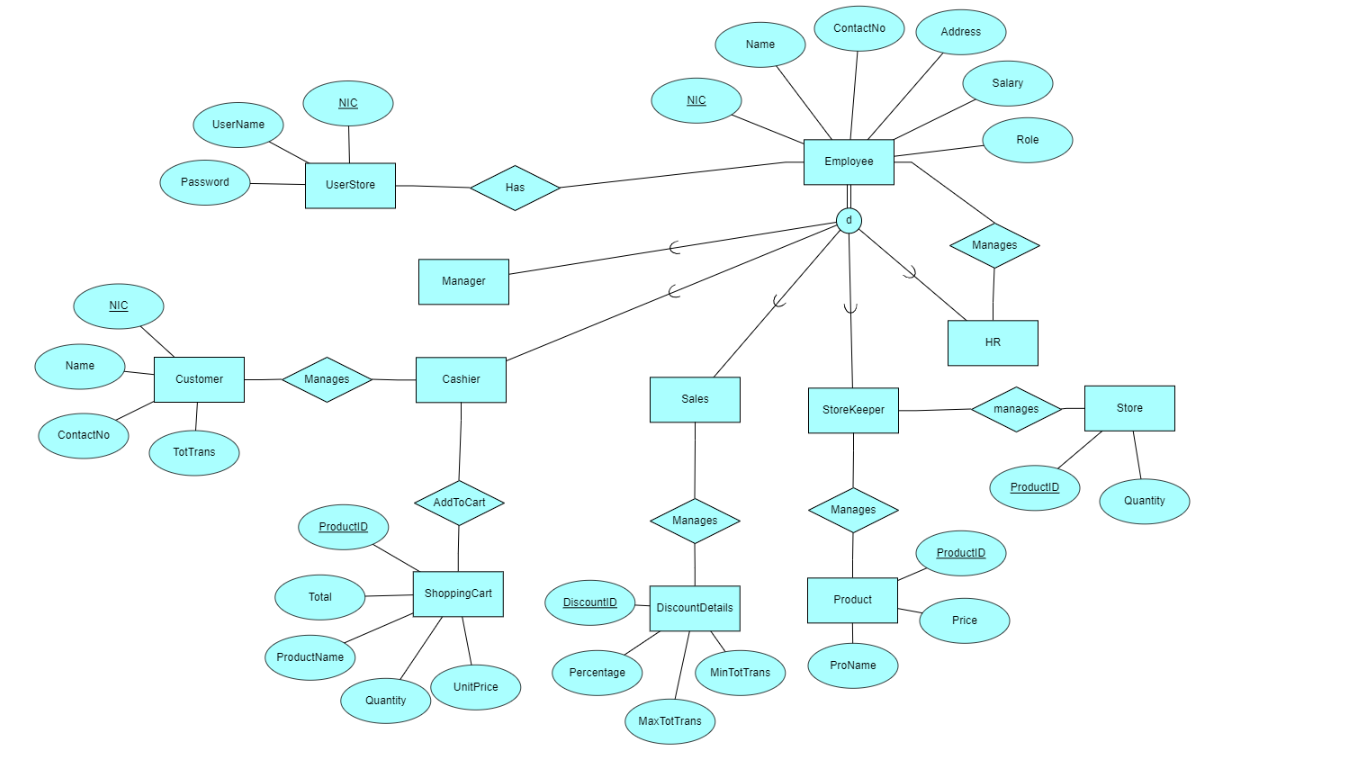 ContactNo
Address
Name
Salary
NIC
NIC
UserName
Role
Employee
Password
UserStore
Has
d
Manages
Manager
NIC
HR
Name
Customer
Manages
Cashier
Sales
StoreKeeper
manages
Store
ContactNo
TotTrans
ProductID
Quantity
AddToCart
Manages
Manages
ProductID
ProductID
Total
ShoppingCart
DiscountID
DiscountDetails
Product
Price
ProductName
Percentage
MinTotTrans
ProName
Quantity
UnitPrice
MaxTotTrans